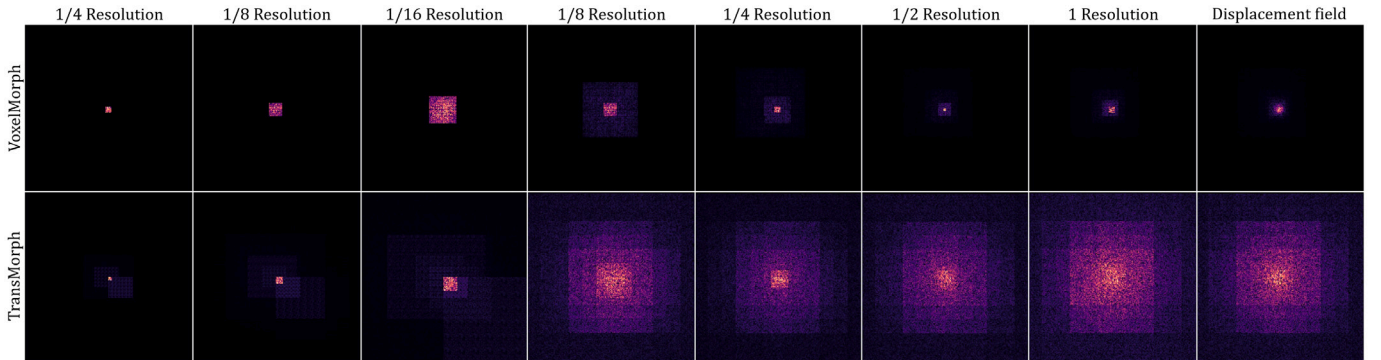 1/4 Resolution
1/8 Resolution
1/16 Resolution
1/8 Resolution
1/4 Resolution
1/2 Resolution
1 Resolution
Displacement field
VoxelMorph
TransMorph